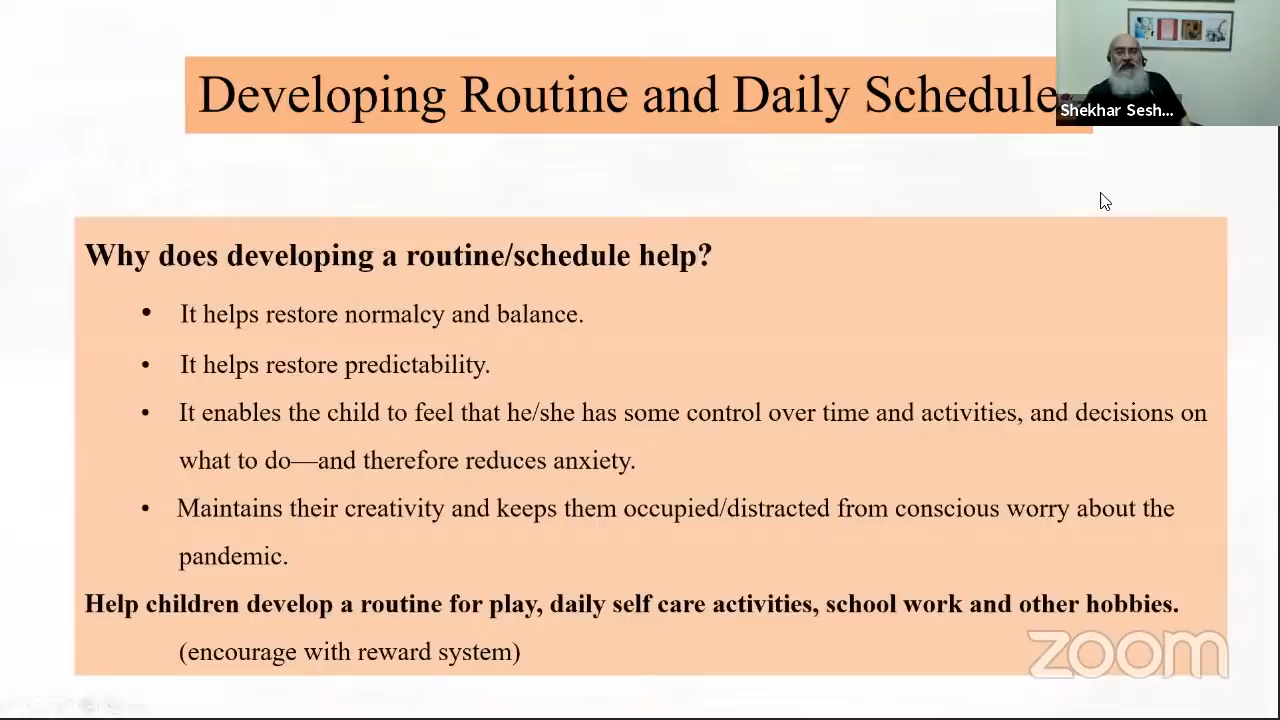 Developing Routine and Daily Schedule
Shekhar Sesh...
Why does developing a routine/schedule help?
• It helps restore normalcy and balance.
• It helps restore predictability.
• It enables the child to feel that he/she has some control over time and activities, and decisions on
what to do—and therefore reduces anxiety.
• Maintains their creativity and keeps them occupied/distracted from conscious worry about the
pandemic.
Help children develop a routine for play, daily self care activities, school work and other hobbies.
(encourage with reward system)
zoom